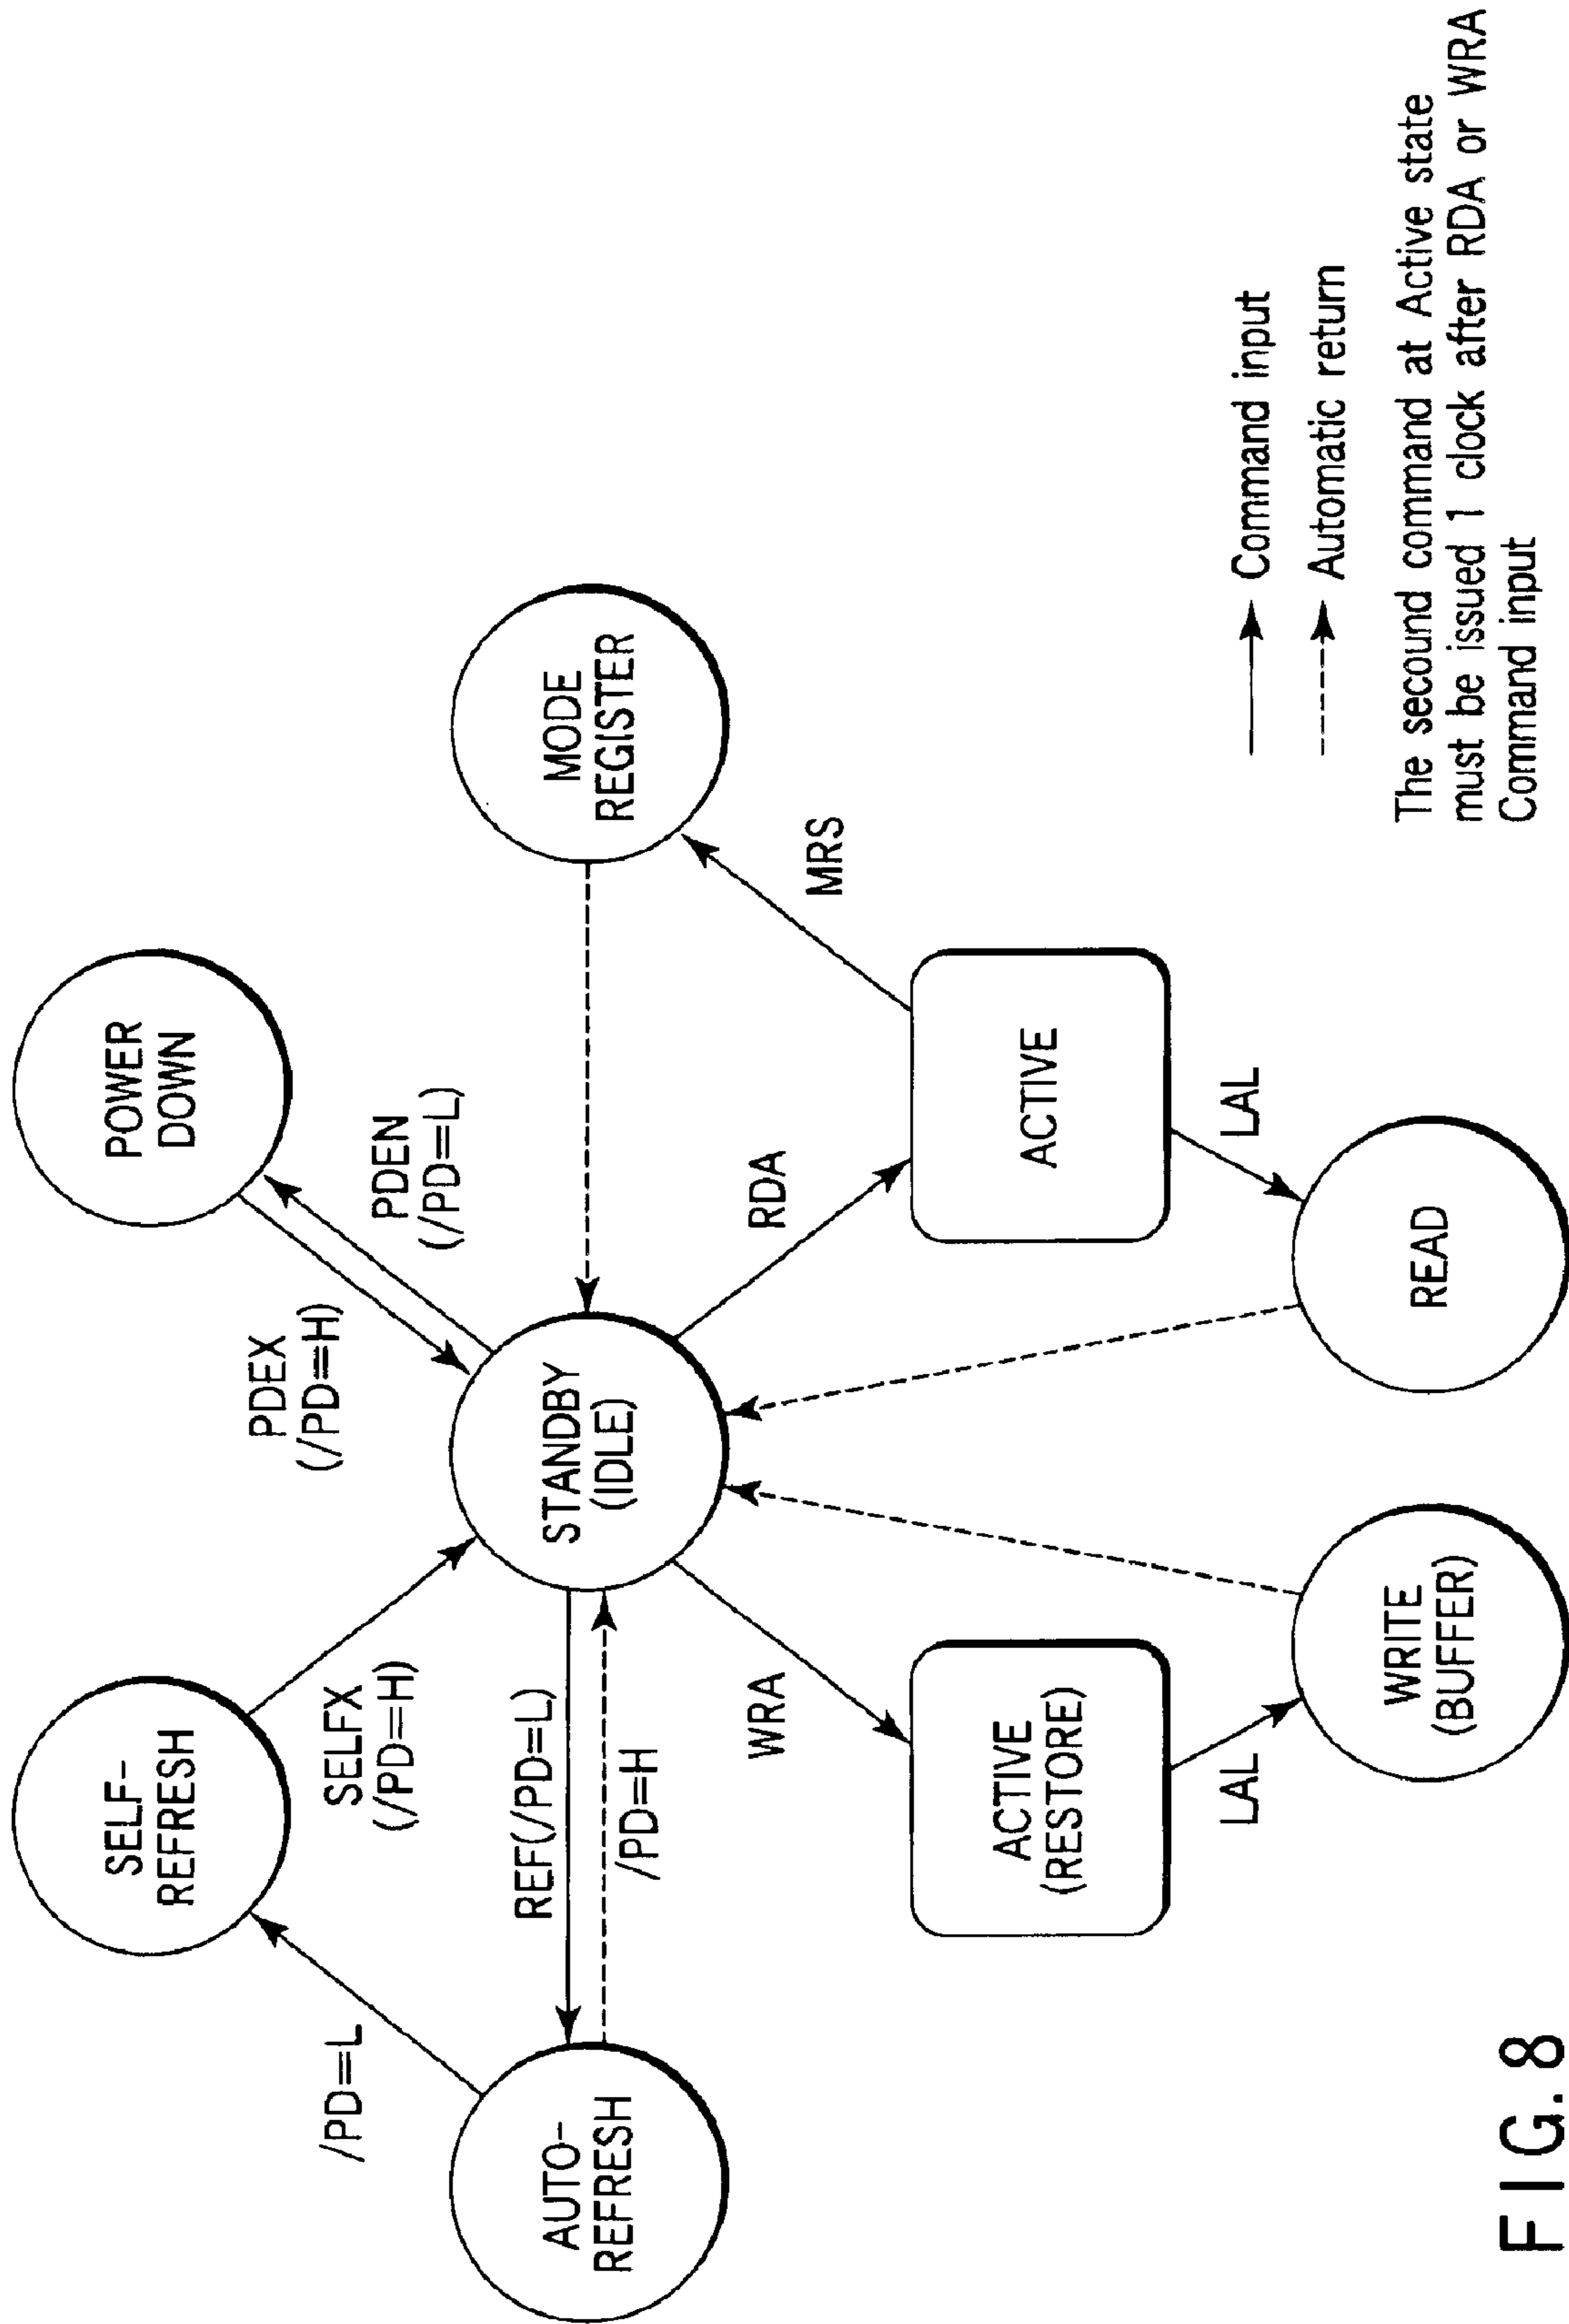 SELF-
REFRESH
POWER
DOWN
/PD=L
SELFX
(/PD=H)
PDEX
(/PD=H)
PDEN
(/PD=L)
AUTO-
REFRESH
REF(/PD=L)
/PD=H
STANDBY
(IDLE)
MODE
REGISTER
WRA
RDA
MRS
ACTIVE
(RESTORE)
ACTIVE
LAL
LAL
WRITE
(BUFFER)
READ
Command input
Automatic return
The secound command at Active state
must be issued 1 clock after RDA or WRA
Command input
FIG. 8